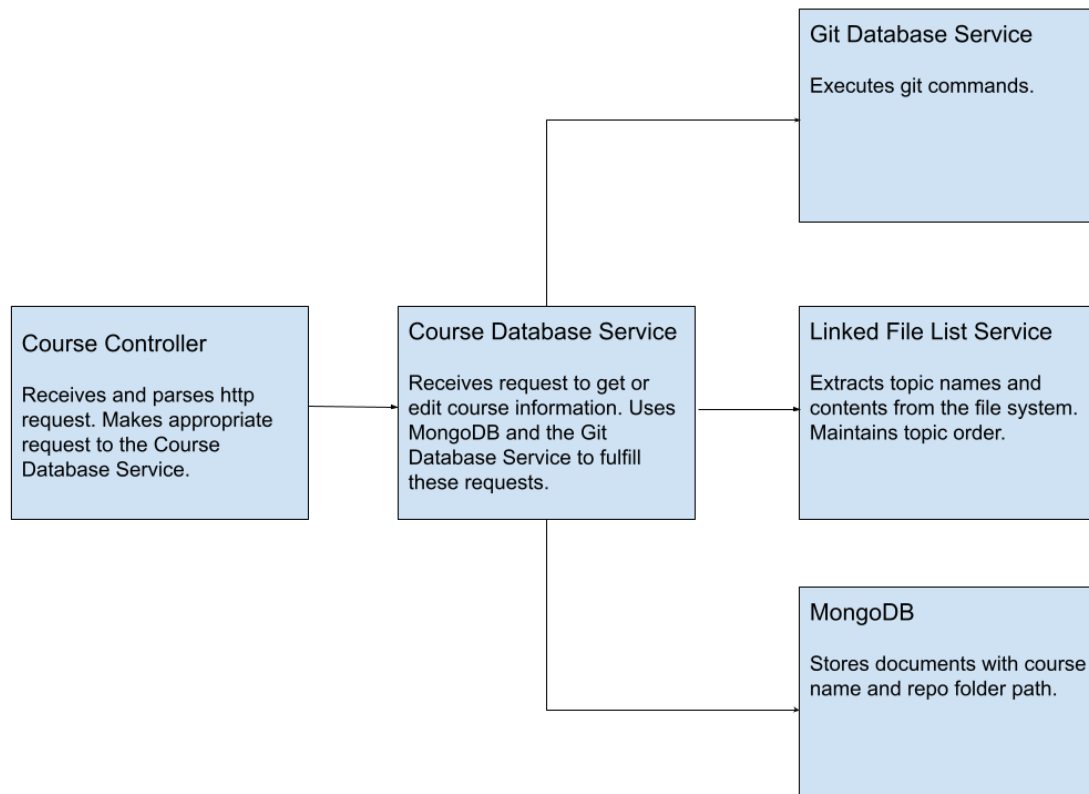 Git Database Service
Executes git commands.
Course Controller
Receives and parses http
request. Makes appropriate
request to the Course
Database Service.
Course Database Service
Receives request to get or
edit course information. Uses
MongoDB and the Git
Database Service to fulfill
these requests.
Linked File List Service
Extracts topic names and
contents from the file system.
Maintains topic order.
MongoDB
Stores documents with course
name and repo folder path.